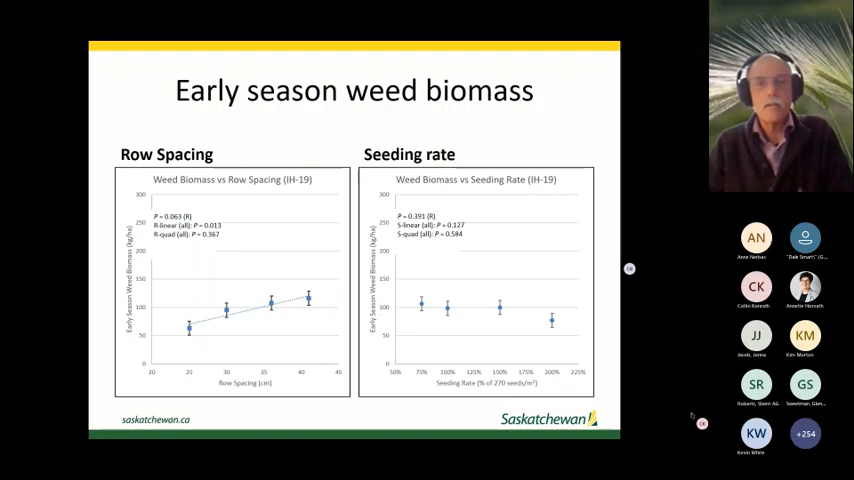 Early season weed biomass
Row Spacing
Seeding rate
Weed Biomass vs Row Spacing (IH-19)
300
250
200
150
100
50
0
P = 0.063 (R)
R-linear (all): P = 0.013
R-quad (all): P = 0.367
Early Season Weed Biomass (kg/ha)
20 25 30 35 40 45
Row Spacing (cm)
Weed Biomass vs Seeding Rate (IH-19)
300
250
200
150
100
50
0
P = 0.391 (R)
S-linear (all): P = 0.127
S-quad (all): P = 0.584
Early Season Weed Biomass (kg/ha)
50% 75% 100% 125% 150% 175% 200% 225%
Seeding Rate (% of 270 seeds/m²)
saskatchewan.ca
Saskatchewan
AN
Anne Nerbas
"Dale Smart\" (G...
CK
AH
Annette Horvath
JJ
Jacob, Jonna
KM
Kim Marton
SR
Roberts, Sherri AG
GS
Sweetman, Glen...
KW
Kevin White
+254
CR
CK